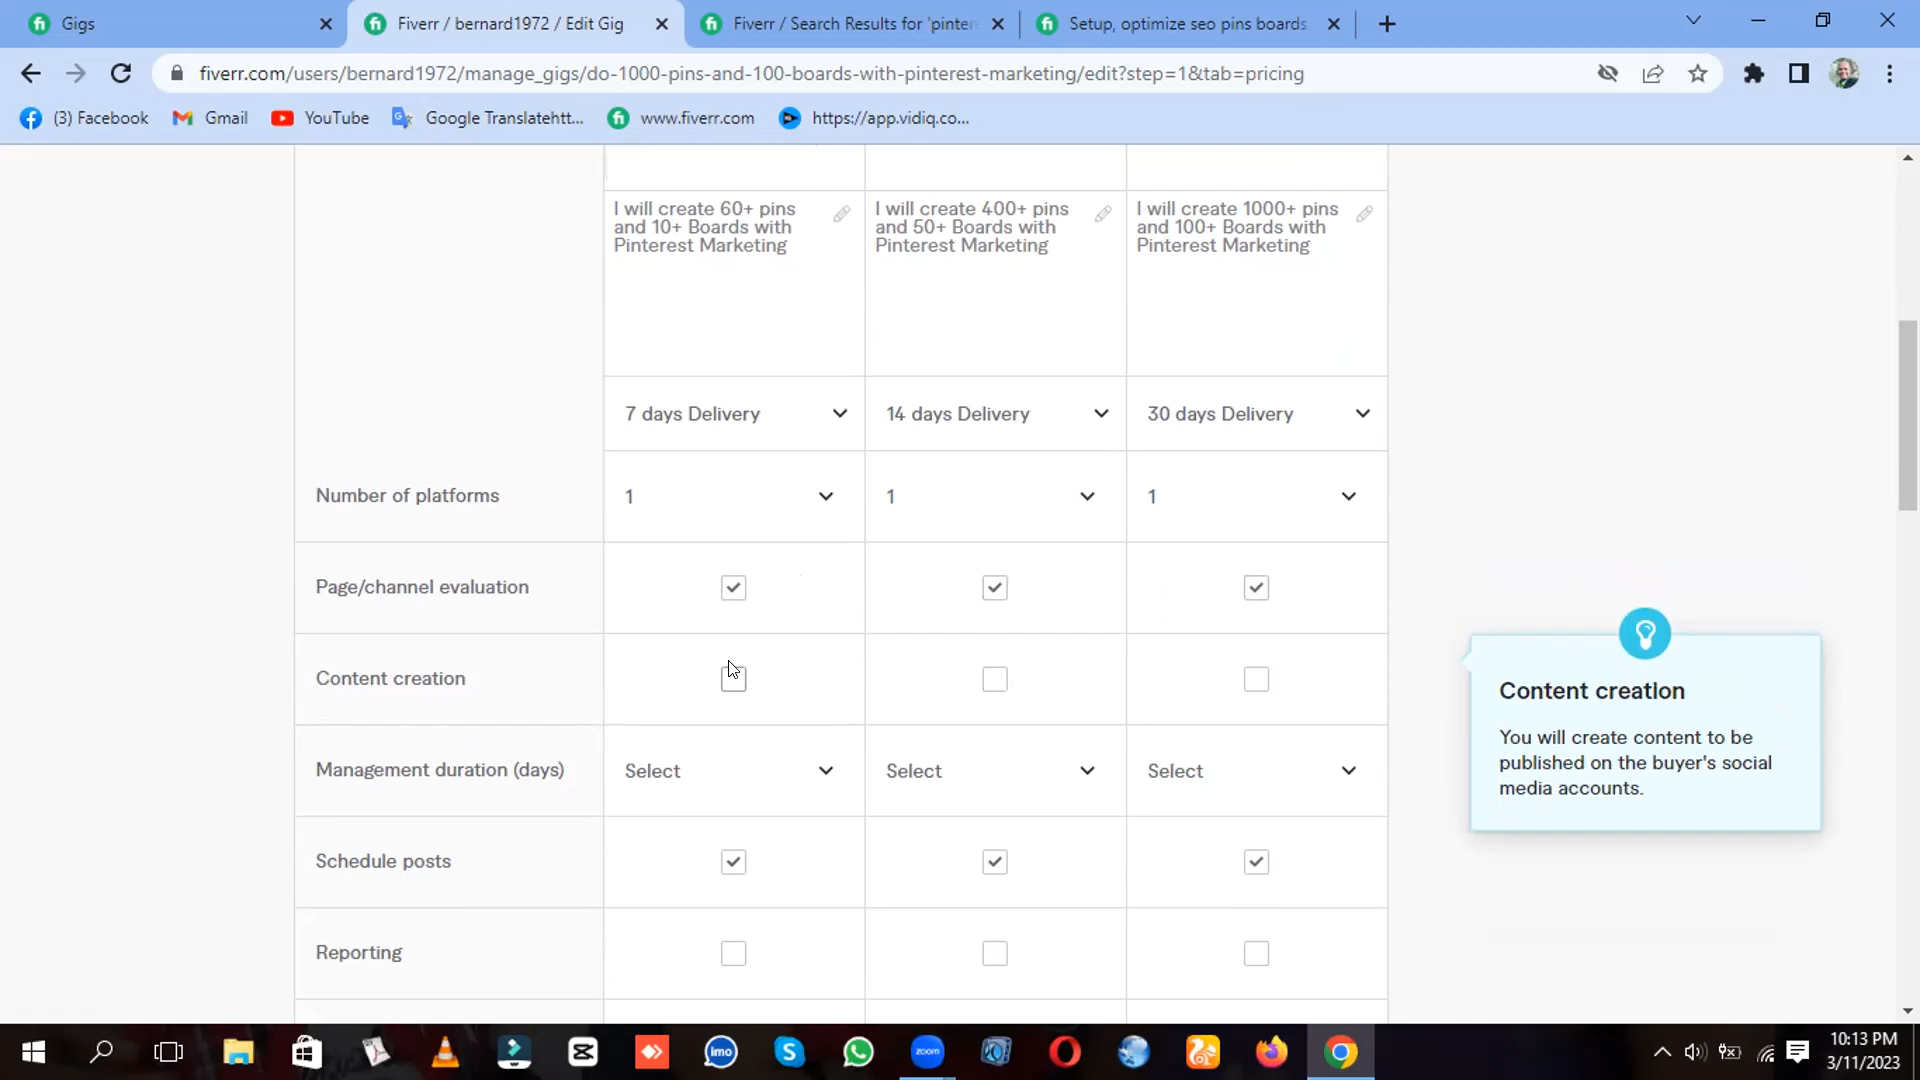 Gigs
Fiverr / bernard1972 / Edit Gig
Fiverr / Search Results for 'pinter
Setup, optimize seo pins boards
fiverr.com/users/bernard1972/manage_gigs/do-1000-pins-and-100-boards-with-pinterest-marketing/edit?step=1&tab=pricing
(3) Facebook
Gmail
YouTube
Google Translatehtt...
www.fiverr.com
https://app.vidiq.co...
I will create 60+ pins
and 10+ Boards with
Pinterest Marketing
I will create 400+ pins
and 50+ Boards with
Pinterest Marketing
I will create 1000+ pins
and 100+ Boards with
Pinterest Marketing
7 days Delivery
14 days Delivery
30 days Delivery
Number of platforms
1
1
1
Page/channel evaluation
Content creation
Management duration (days)
Select
Select
Select
Schedule posts
Reporting
Content creation
You will create content to be
published on the buyer's social
media accounts.
imo
zoom
10:13 PM
3/11/2023